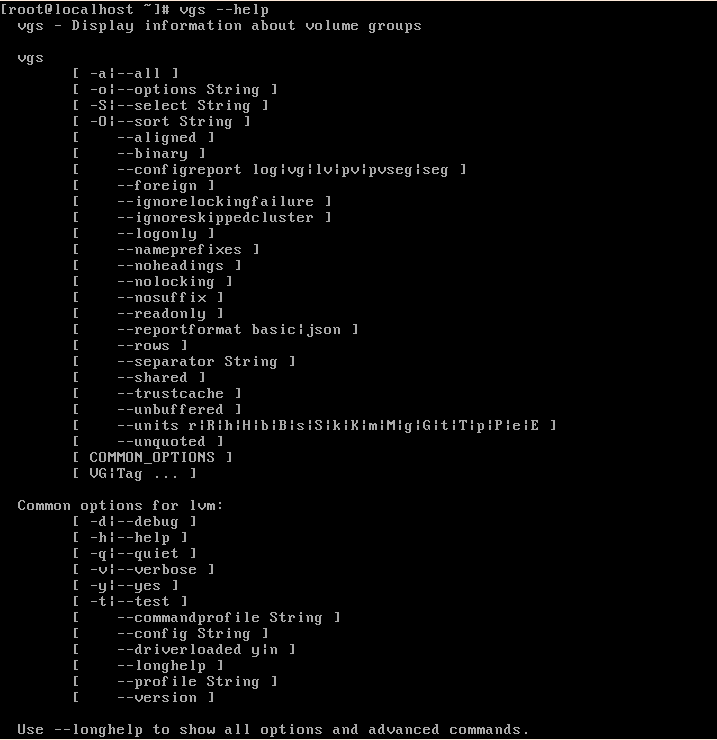 [root@localhost ~]# vgs --help
  vgs - Display information about volume groups

  vgs
        [ -a|--all ]
        [ -o|--options String ]
        [ -S|--select String ]
        [ -O|--sort String ]
        [    --aligned ]
        [    --binary ]
        [    --configreport log|vg|lv|pv|pvseg|seg ]
        [    --foreign ]
        [    --ignorelockingfailure ]
        [    --ignoreskippedcluster ]
        [    --logonly ]
        [    --nameprefixes ]
        [    --noheadings ]
        [    --nolocking ]
        [    --nosuffix ]
        [    --readonly ]
        [    --reportformat basic|json ]
        [    --rows ]
        [    --separator String ]
        [    --shared ]
        [    --trustcache ]
        [    --unbuffered ]
        [    --units r|R|h|H|b|B|s|S|k|K|m|M|g|G|t|T|p|P|e|E ]
        [    --unquoted ]
        [ COMMON_OPTIONS ]
        [ VG|Tag ... ]

  Common options for lvm:
        [ -d|--debug ]
        [ -h|--help ]
        [ -q|--quiet ]
        [ -v|--verbose ]
        [ -y|--yes ]
        [ -t|--test ]
        [    --commandprofile String ]
        [    --config String ]
        [    --driverloaded y|n ]
        [    --longhelp ]
        [    --profile String ]
        [    --version ]

  Use --longhelp to show all options and advanced commands.